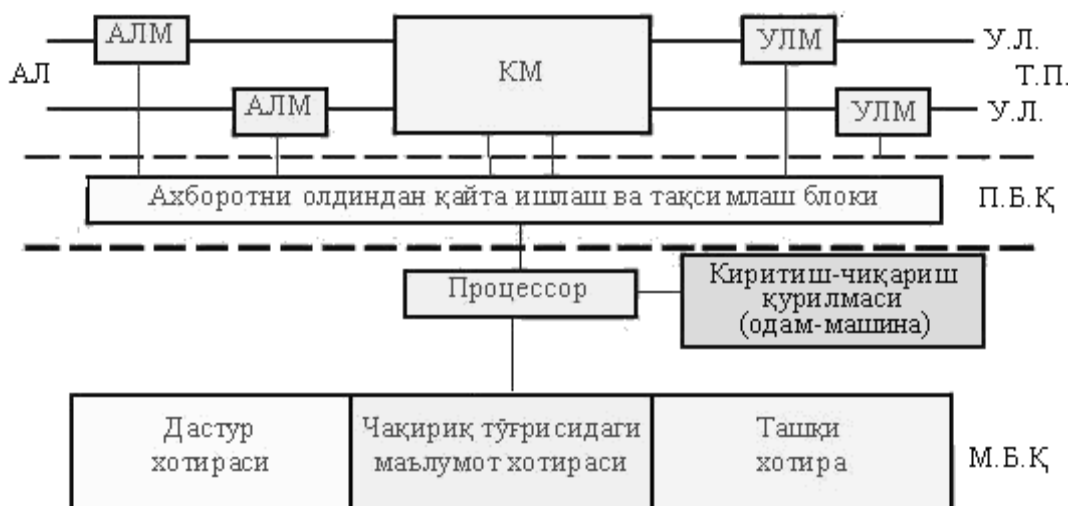 АЛМ
УЛМ
У.Л.
КМ
АЛ
Т.П.
АЛМ
УЛМ
У.Л.
Ахборотни олдиндан қайта ишлаш ва тақсимлаш блоки
П.Б.Қ
Процессор
Киритиш-чиқариш
қурилмаси
(одам-машина)
Дастур
хотираси
Чақириқ тўғрисидаги
маълумот хотираси
Ташқи
хотира
М.Б.Қ